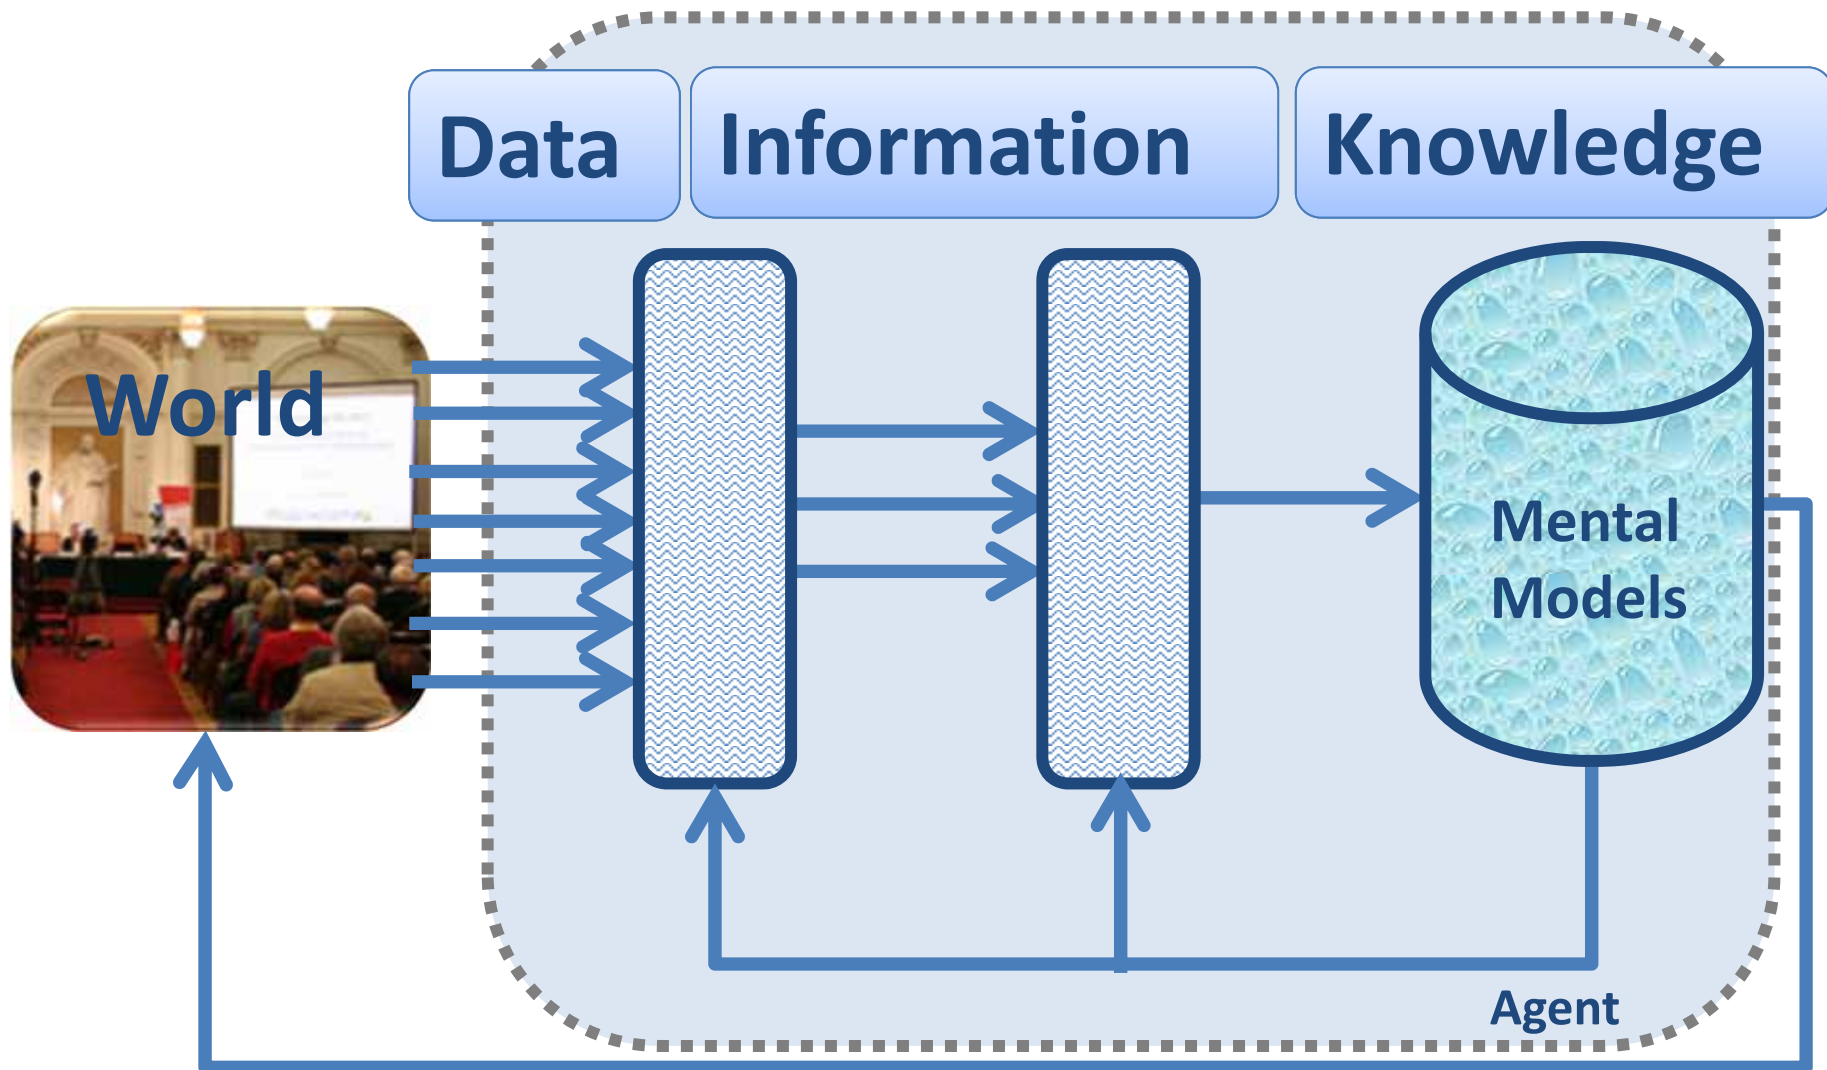 Data
Information
Knowledge
World
Mental
Models
Agent